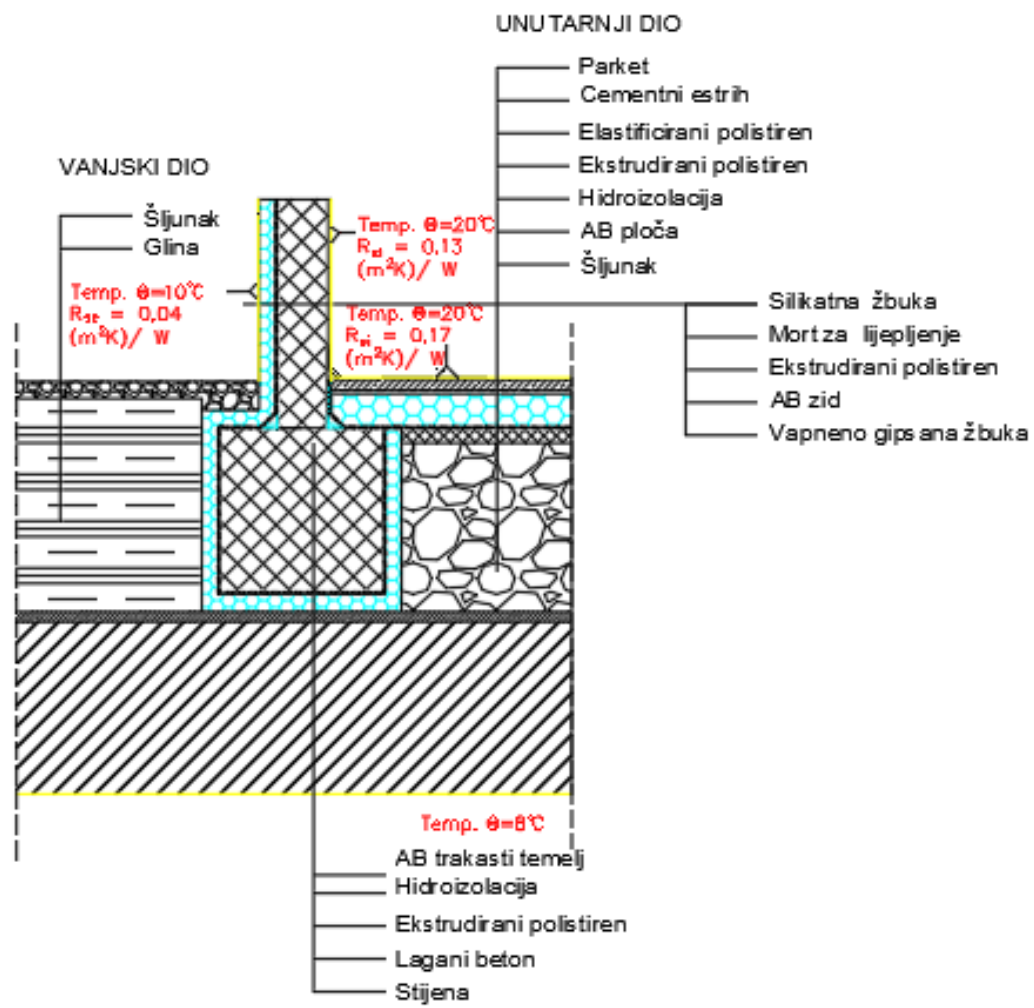 UNUTARNJI DIO
Parket
Cementni estrih
Elastificirani polistiren
Ekstrudirani polistiren
Hidroizolacija
AB ploča
Šljunak
VANJSKI DIO
Šljunak
Glina
Temp. θ=20°C
Rsi = 0,13
(m²K)/ W
Temp. θ=10°C
Rse = 0,04
(m²K)/ W
Temp. θ=20°C
Rsi = 0,17
(m²K)/ W
Silikatna žbuka
Mort za lijepljenje
Ekstrudirani polistiren
AB zid
Vapneno gipsana žbuka
Temp. θ=8°C
AB trakasti temelj
Hidroizolacija
Ekstrudirani polistiren
Lagani beton
Stijena